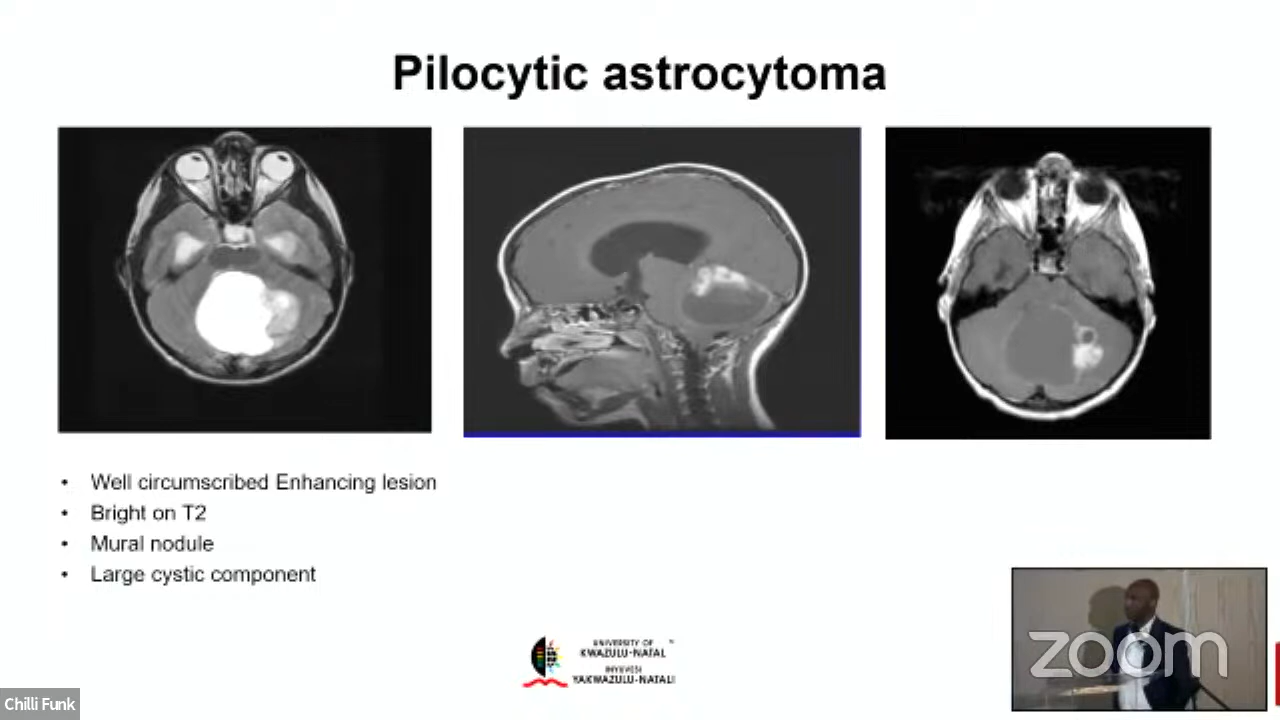 Pilocytic astrocytoma
• Well circumscribed Enhancing lesion
• Bright on T2
• Mural nodule
• Large cystic component
UNIVERSITY OF ™
KWAZULU-NATAL
INYUVESI
YAKWAZULU-NATALI
zoom
Chilli Funk